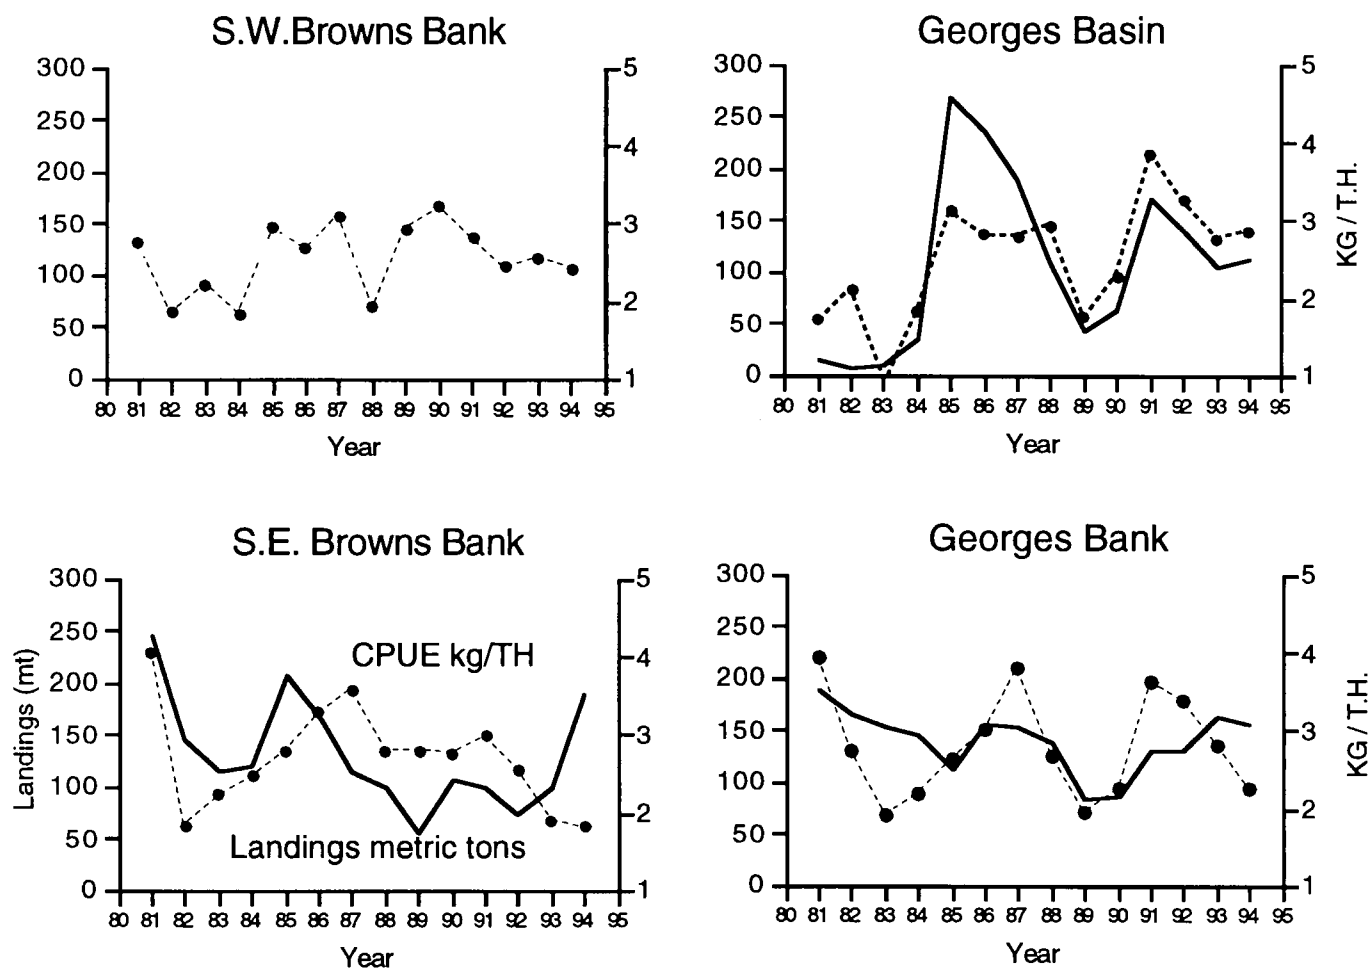 S.W.Browns Bank
300
250
200
150
100
50
0
5
4
3
2
1
80 81 82 83 84 85 86 87 88 89 90 91 92 93 94 95
Year
Georges Basin
300
250
200
150
100
50
0
5
4
3
2
1
KG / T.H.
80 81 82 83 84 85 86 87 88 89 90 91 92 93 94 95
Year
S.E. Browns Bank
Landings (mt)
300
250
200
150
100
50
0
CPUE kg/TH
Landings metric tons
5
4
3
2
1
80 81 82 83 84 85 86 87 88 89 90 91 92 93 94 95
Year
Georges Bank
300
250
200
150
100
50
0
5
4
3
2
1
KG / T.H.
80 81 82 83 84 85 86 87 88 89 90 91 92 93 94 95
Year